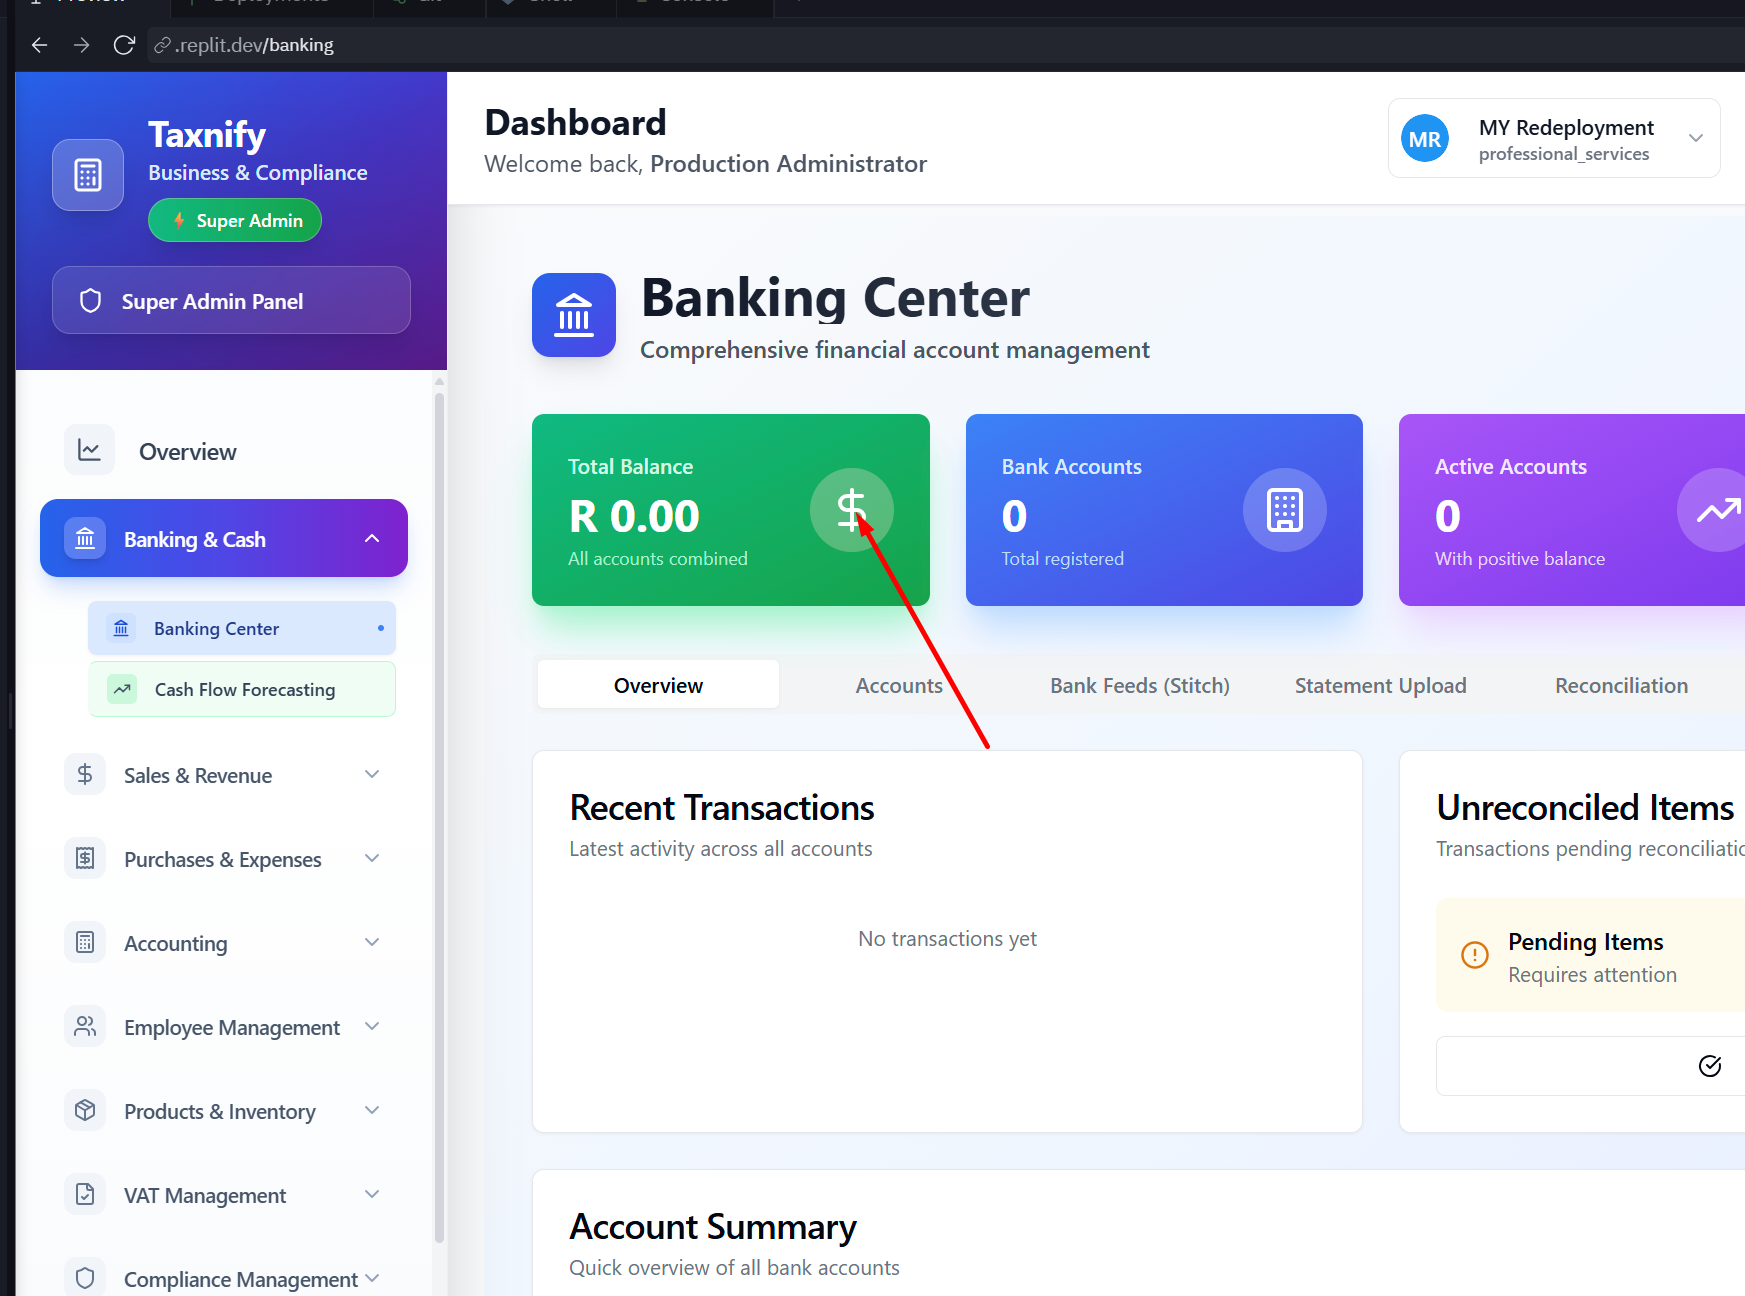 .replit.dev/banking
Taxnify
Business & Compliance
Super Admin
Super Admin Panel
Overview
Banking & Cash
Banking Center
Cash Flow Forecasting
Sales & Revenue
Purchases & Expenses
Accounting
Employee Management
Products & Inventory
VAT Management
Compliance Management
Dashboard
Welcome back, Production Administrator
MR
MY Redeployment
professional_services
Banking Center
Comprehensive financial account management
Total Balance
R 0.00
All accounts combined
Bank Accounts
0
Total registered
Active Accounts
0
With positive balance
Overview
Accounts
Bank Feeds (Stitch)
Statement Upload
Reconciliation
Recent Transactions
Latest activity across all accounts
No transactions yet
Unreconciled Items
Transactions pending
Pending Items
Requires attention
Account Summary
Quick overview of all bank accounts